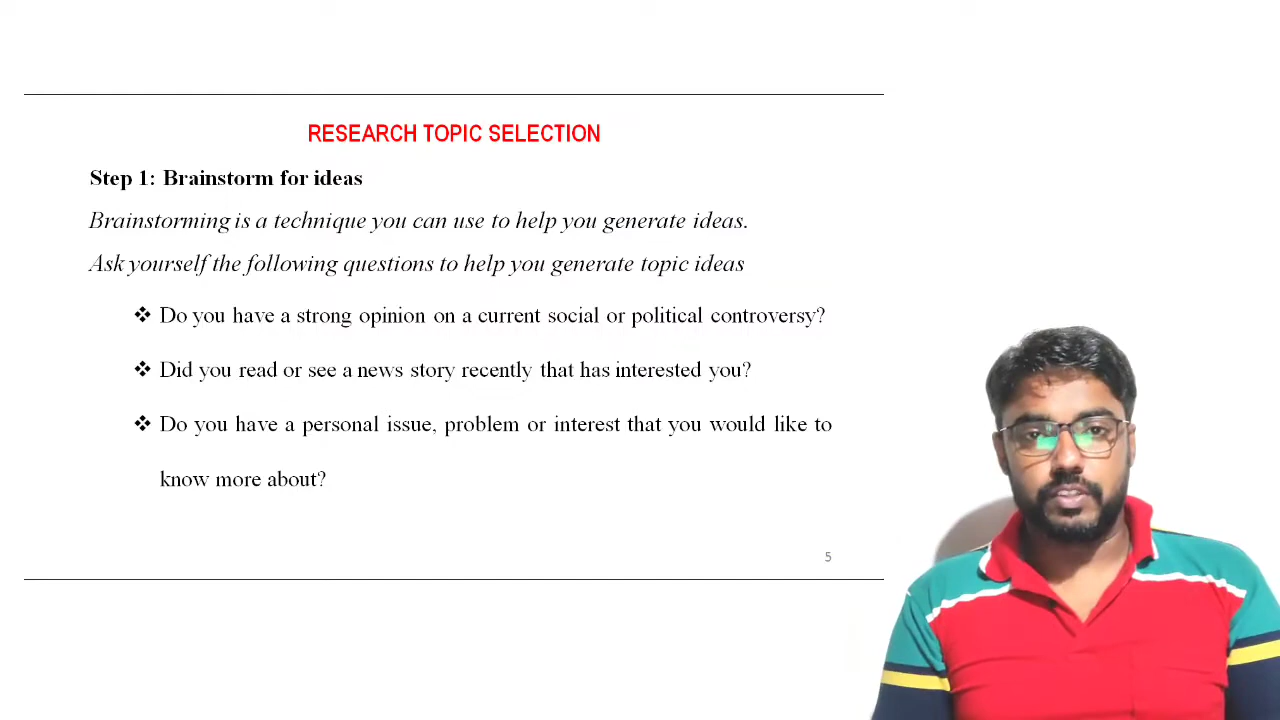 RESEARCH TOPIC SELECTION
Step 1: Brainstorm for ideas
Brainstorming is a technique you can use to help you generate ideas.
Ask yourself the following questions to help you generate topic ideas
❖ Do you have a strong opinion on a current social or political controversy?
❖ Did you read or see a news story recently that has interested you?
❖ Do you have a personal issue, problem or interest that you would like to
know more about?
5